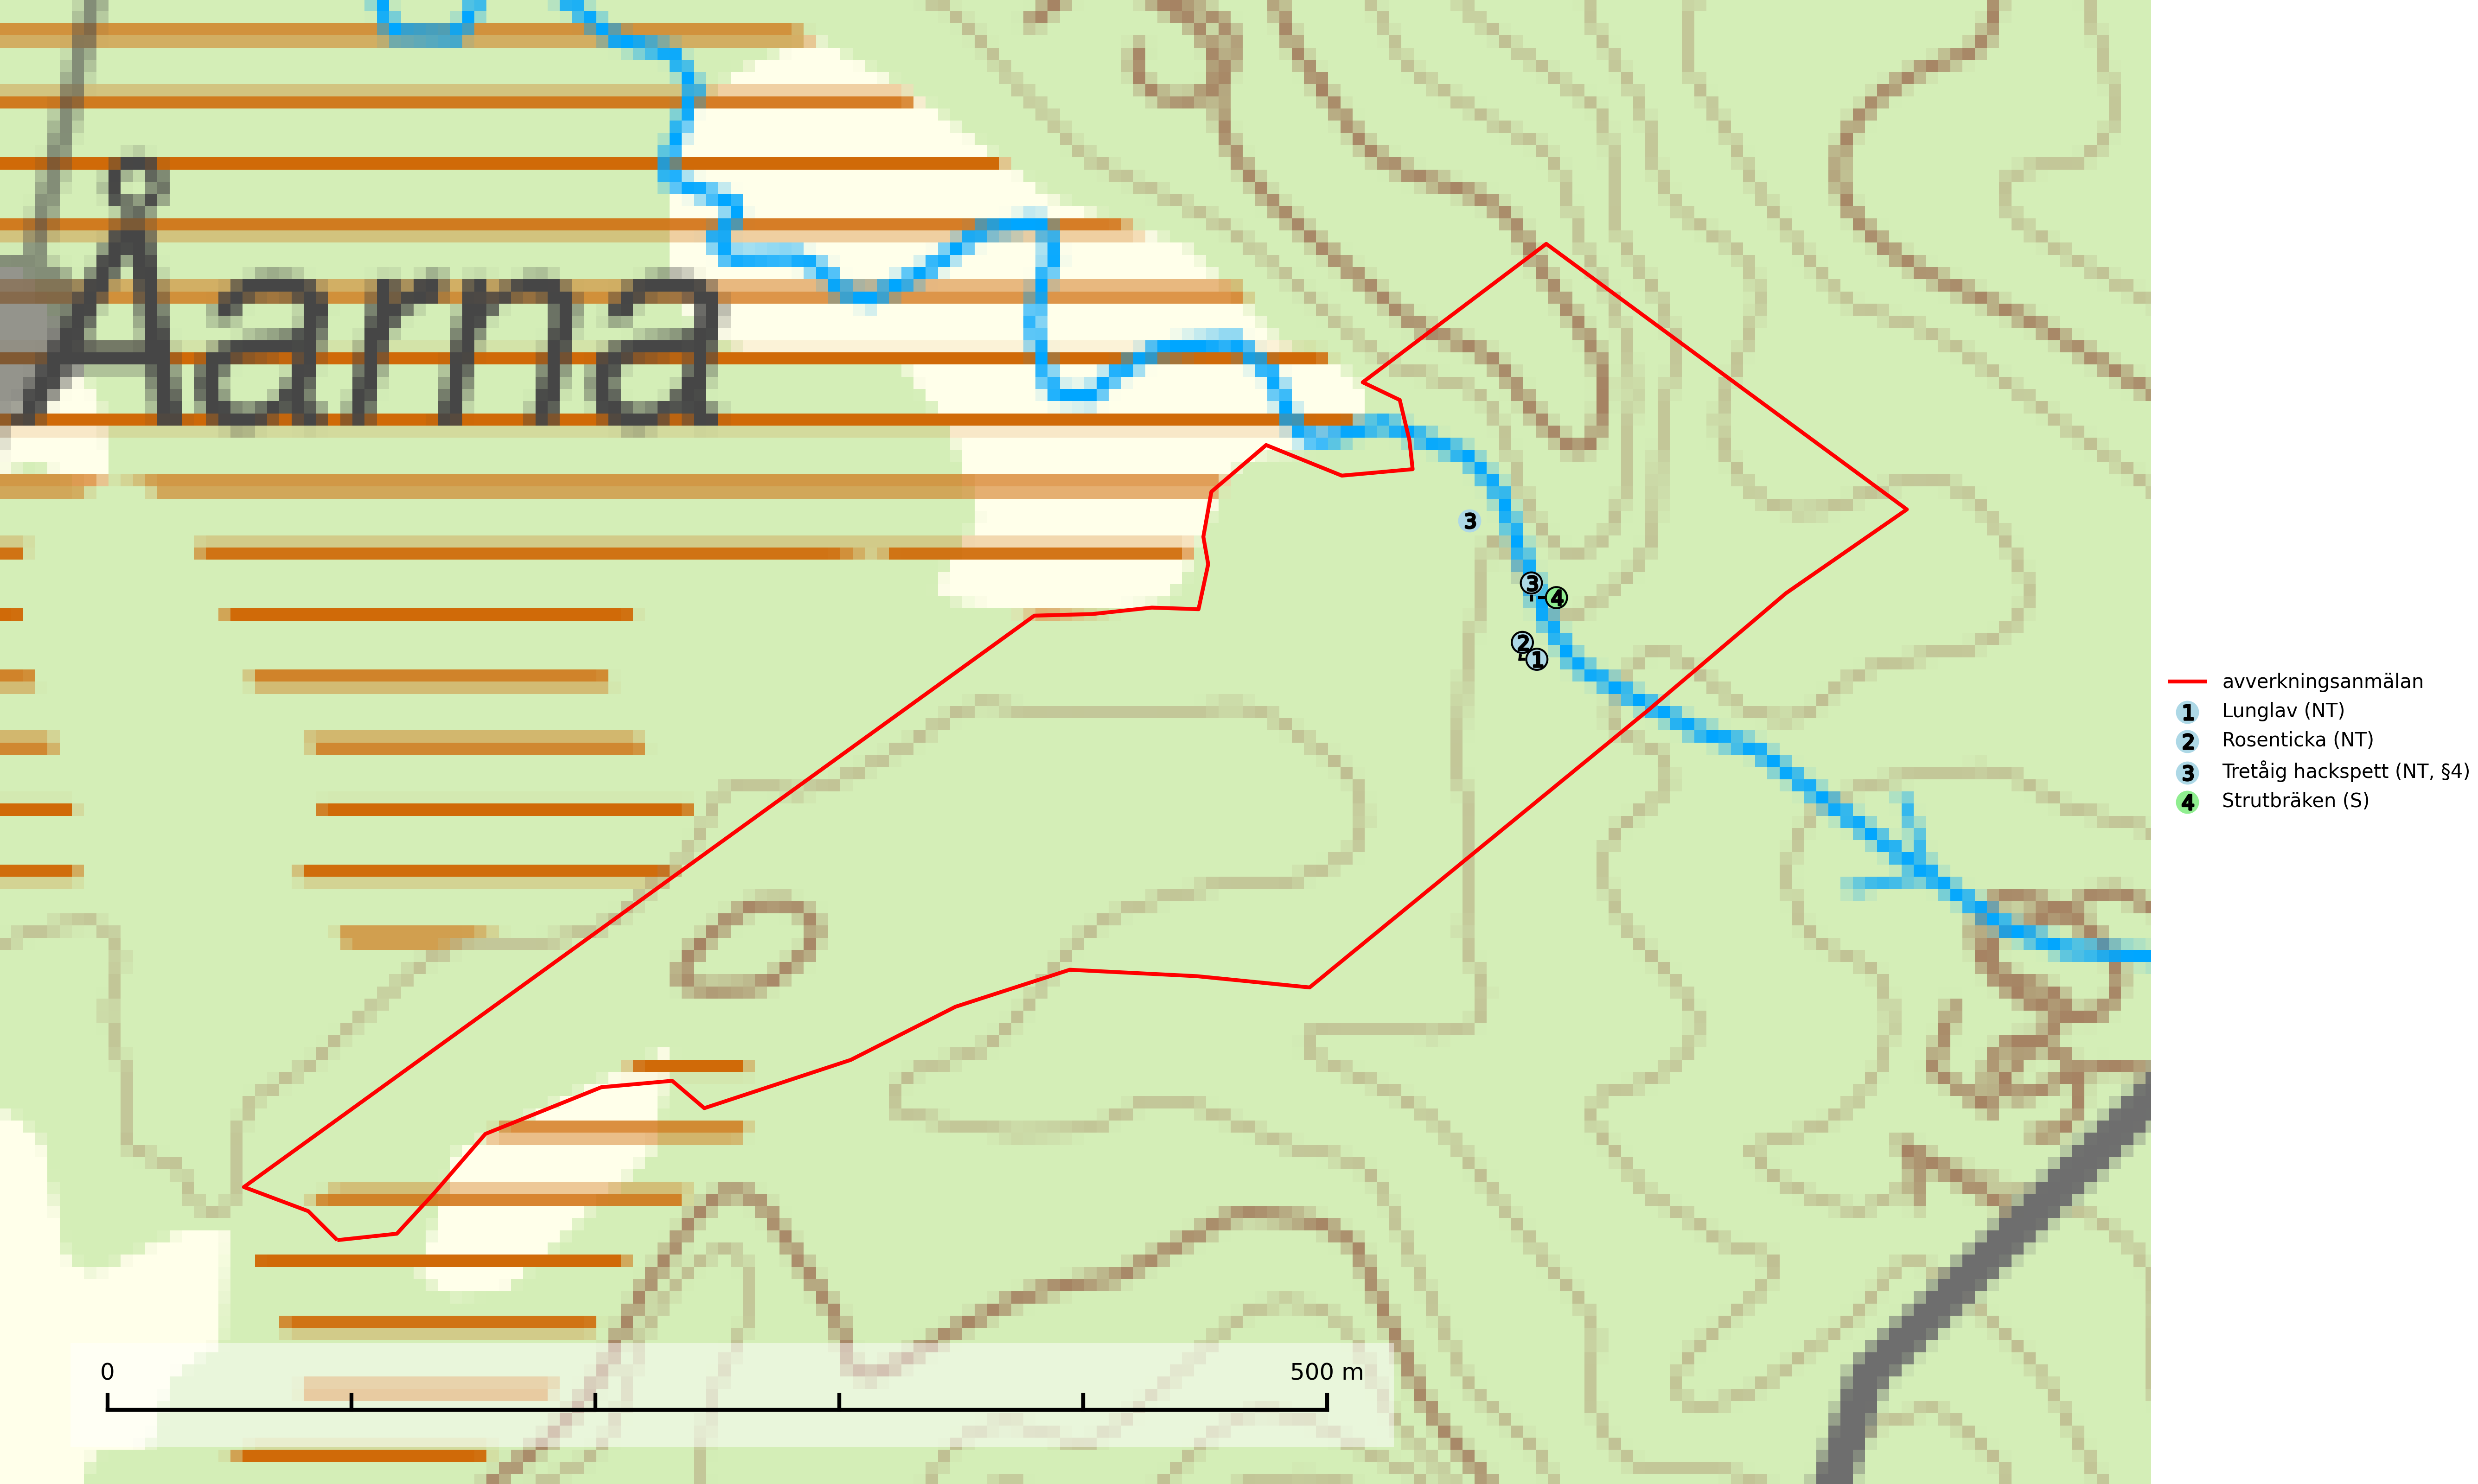 Åarna
3
3
4
2
1
avverkningsanmälan
1 Lunglav (NT)
2 Rosenticka (NT)
3 Tretåig hackspett (NT, §4)
4 Strutbräken (S)
0 500 m